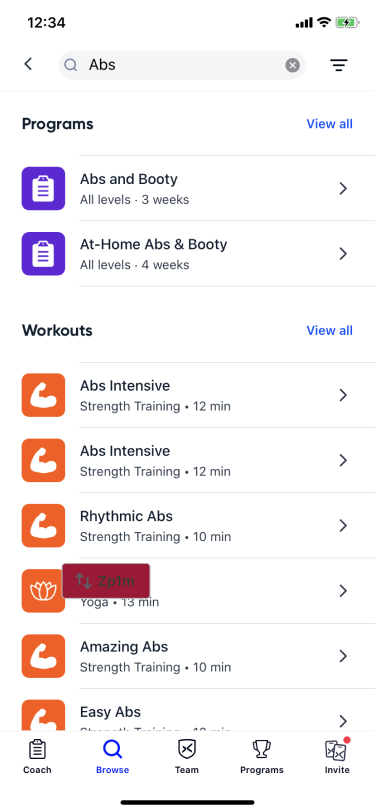 12:34
Abs
Programs View all
Abs and Booty
All levels · 3 weeks
At-Home Abs & Booty
All levels · 4 weeks
Workouts View all
Abs Intensive
Strength Training • 12 min
Abs Intensive
Strength Training • 12 min
Rhythmic Abs
Strength Training • 10 min
Zp1m
Yoga • 13 min
Amazing Abs
Strength Training • 10 min
Easy Abs
Coach Browse Team Programs Invite